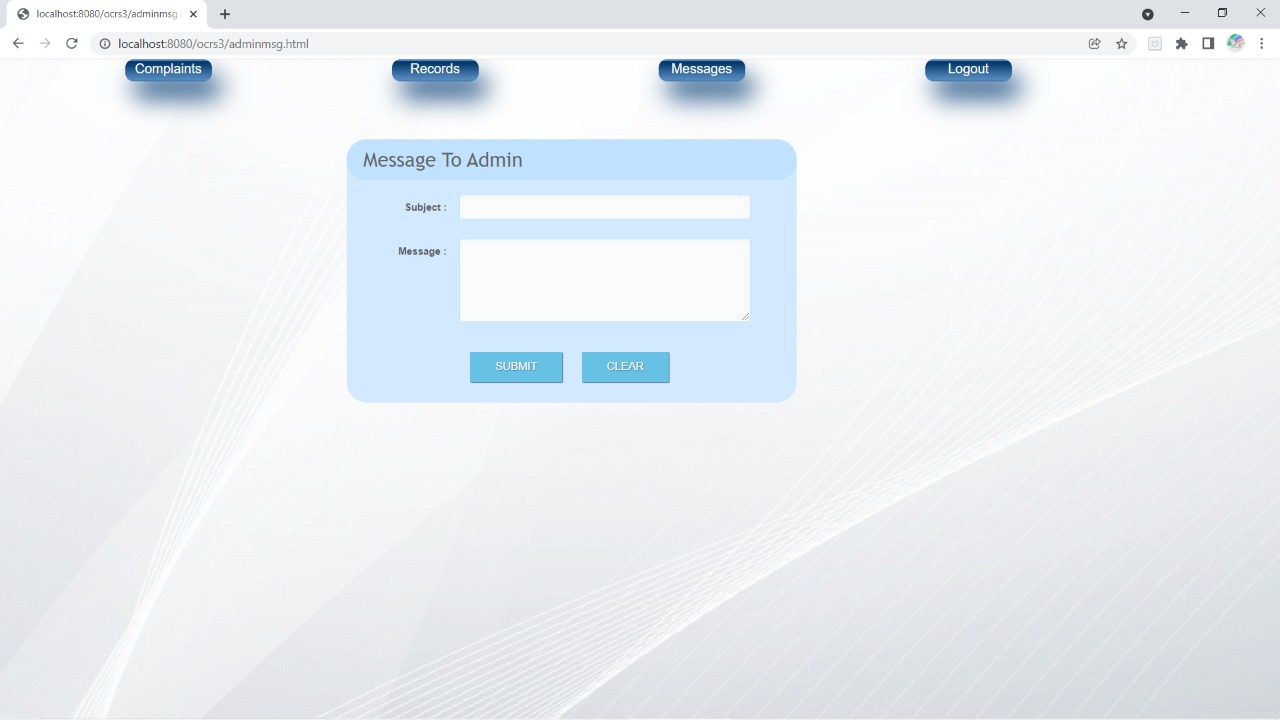 localhost:8080/ocrs3/adminmsg.
localhost:8080/ocrs3/adminmsg.html
Complaints Records Messages Logout
Message To Admin
Subject :
Message :
SUBMIT CLEAR